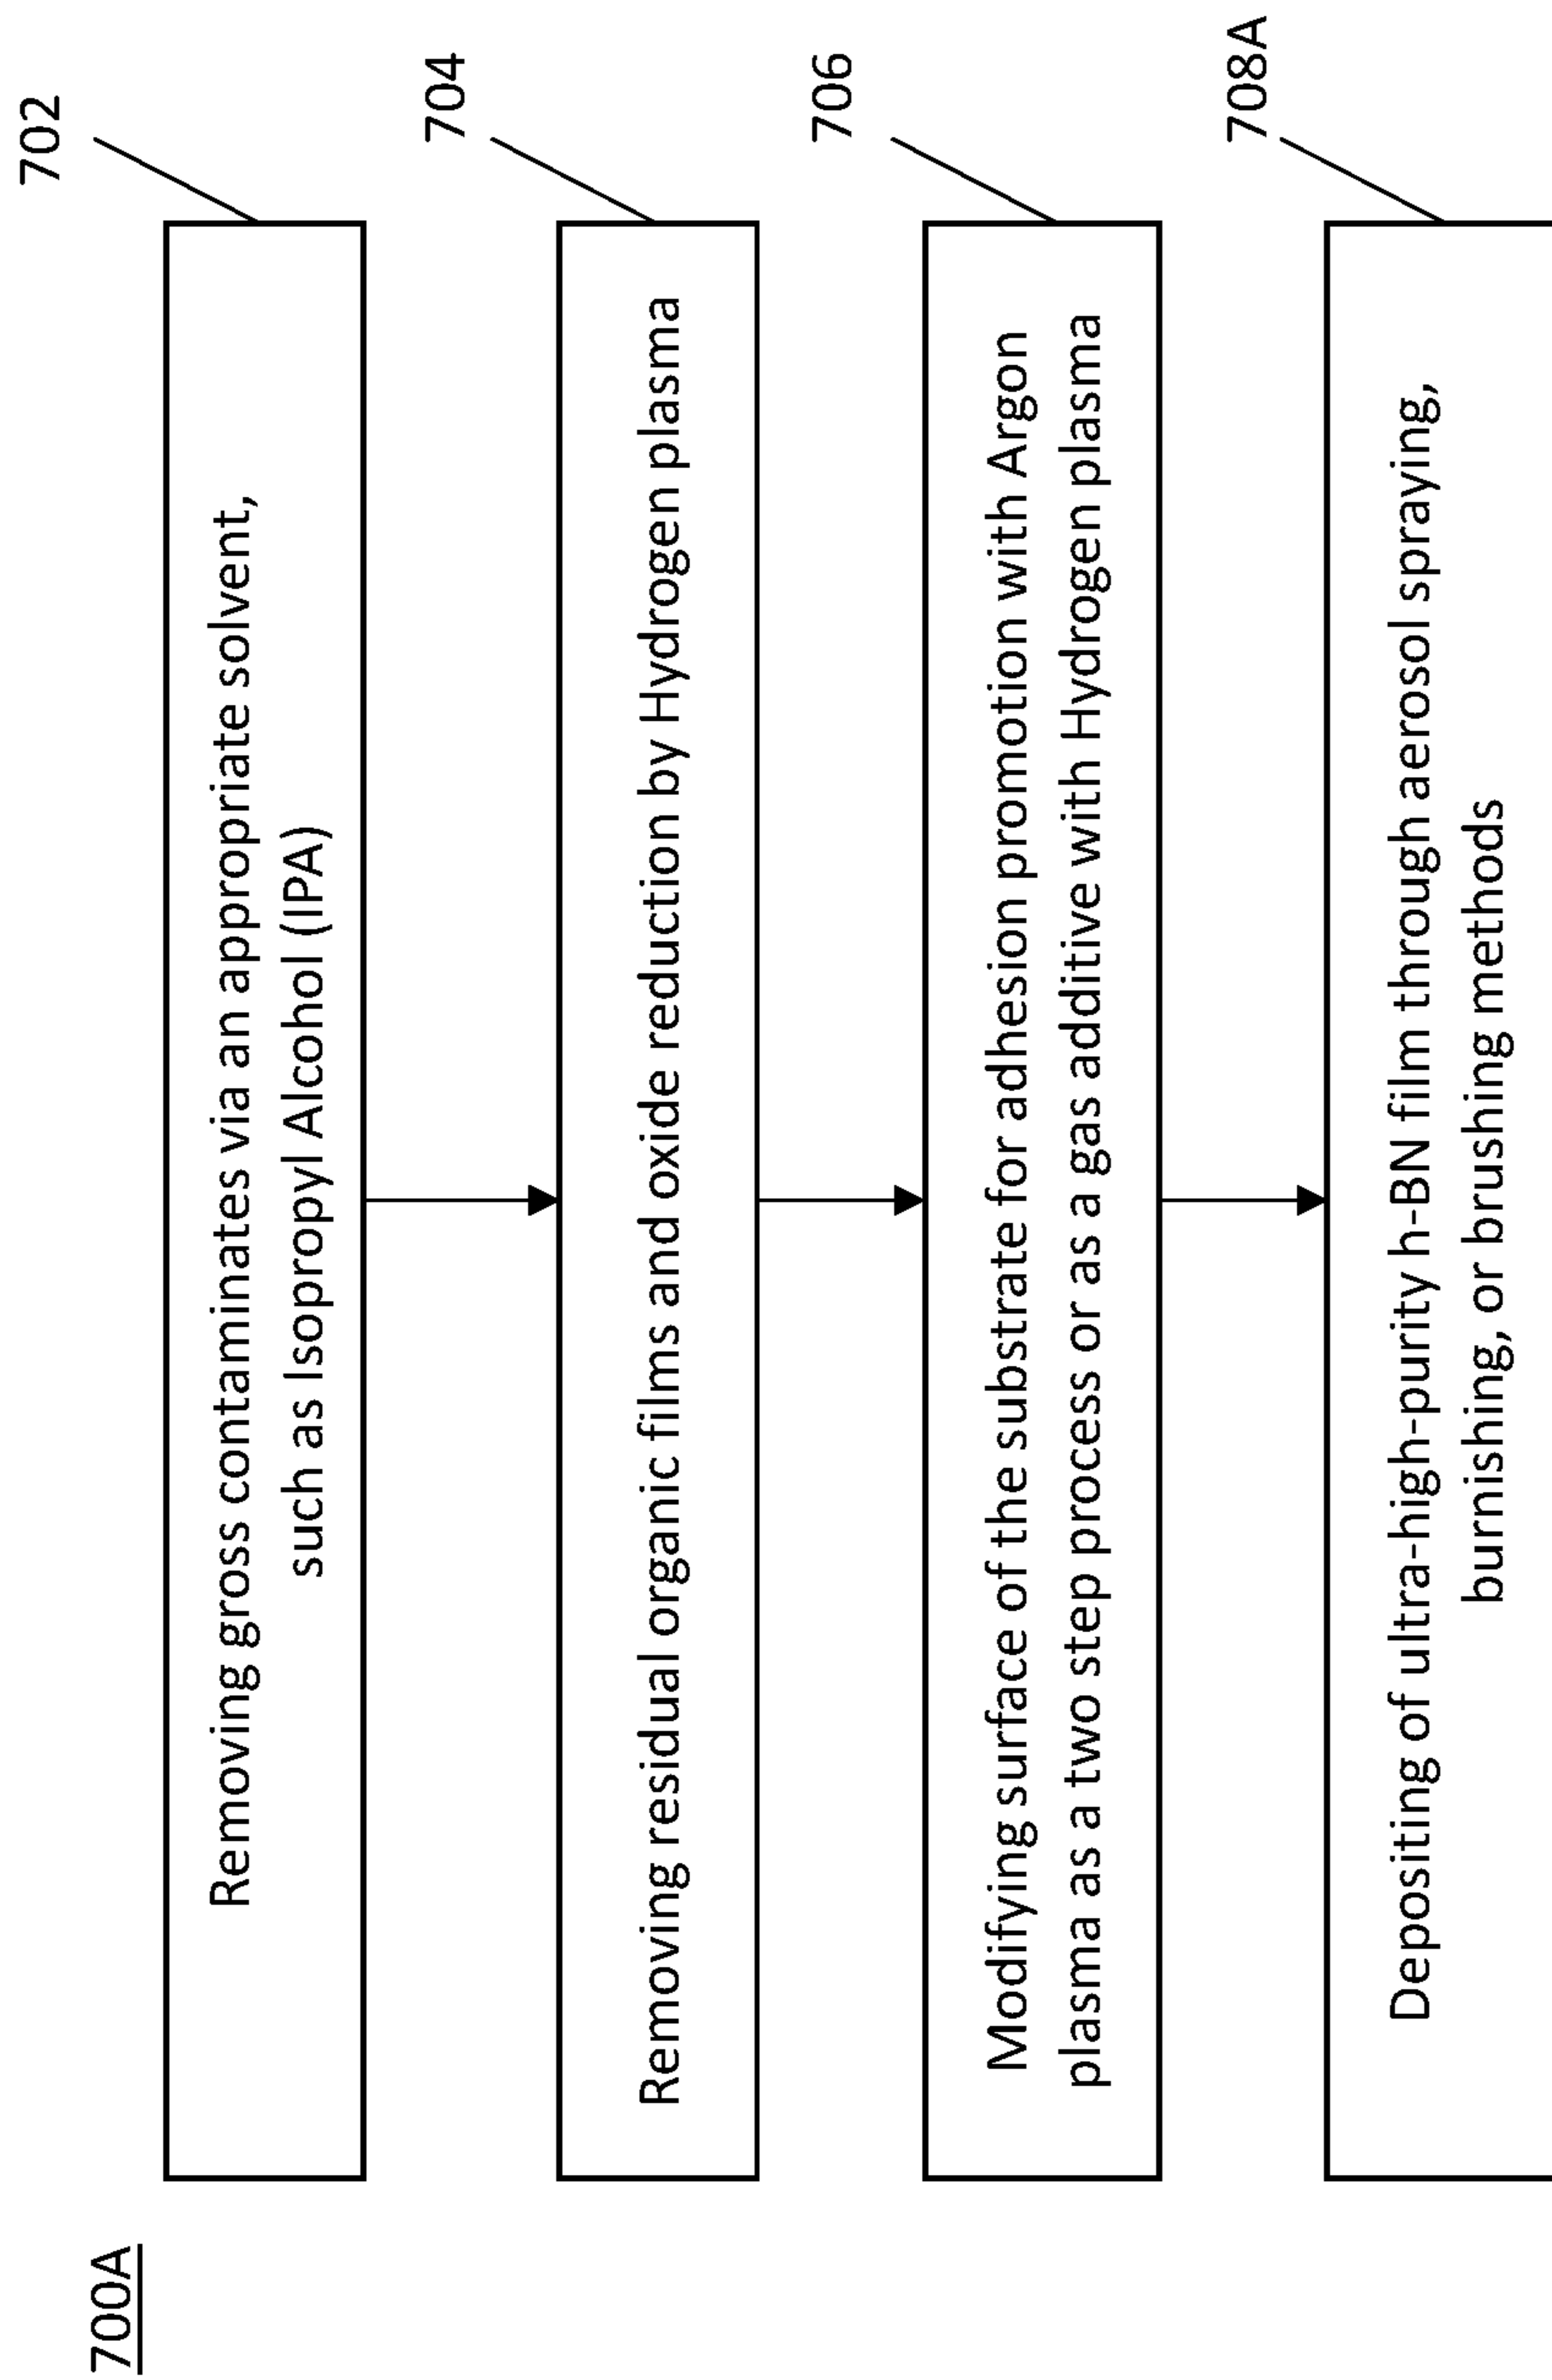 700A
702
Removing gross contaminates via an appropriate solvent,
such as Isopropyl Alcohol (IPA)
704
Removing residual organic films and oxide reduction by Hydrogen plasma
706
Modifying surface of the substrate for adhesion promotion with Argon
plasma as a two step process or as a gas additive with Hydrogen plasma
708A
Depositing of ultra-high-purity h-BN film through aerosol spraying,
burnishing, or brushing methods